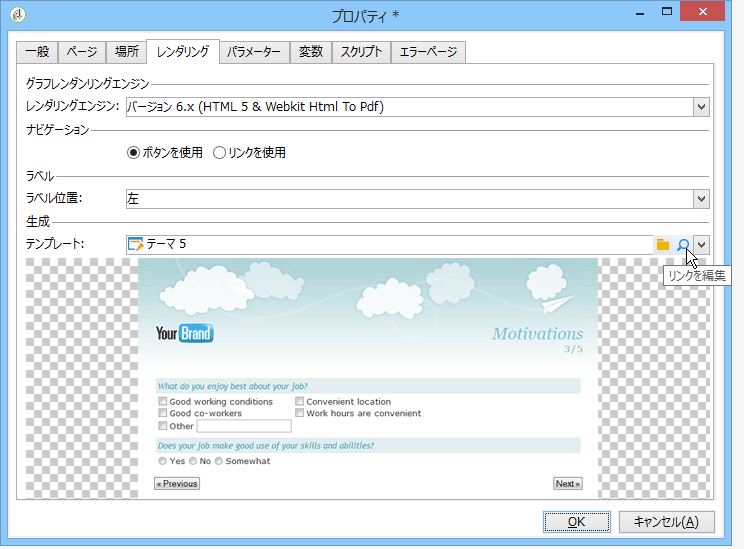 プロパティ *
一般 ページ 場所 レンダリング パラメーター 変数 スクリプト エラーページ
グラフレンダンリングエンジン
レンダリングエンジン: バージョン 6.x (HTML 5 & Webkit Html To Pdf)
ナビゲーション
ボタンを使用 リンクを使用
ラベル
ラベル位置: 左
生成
テンプレート: テーマ 5
リンクを編集
Your Brand Motivations
3/5
What do you enjoy best about your job?
Good working conditions Convenient location
Good co-workers Work hours are convenient
Other
Does your job make good use of your skills and abilities?
Yes No Somewhat
« Previous Next »
OK キャンセル(A)